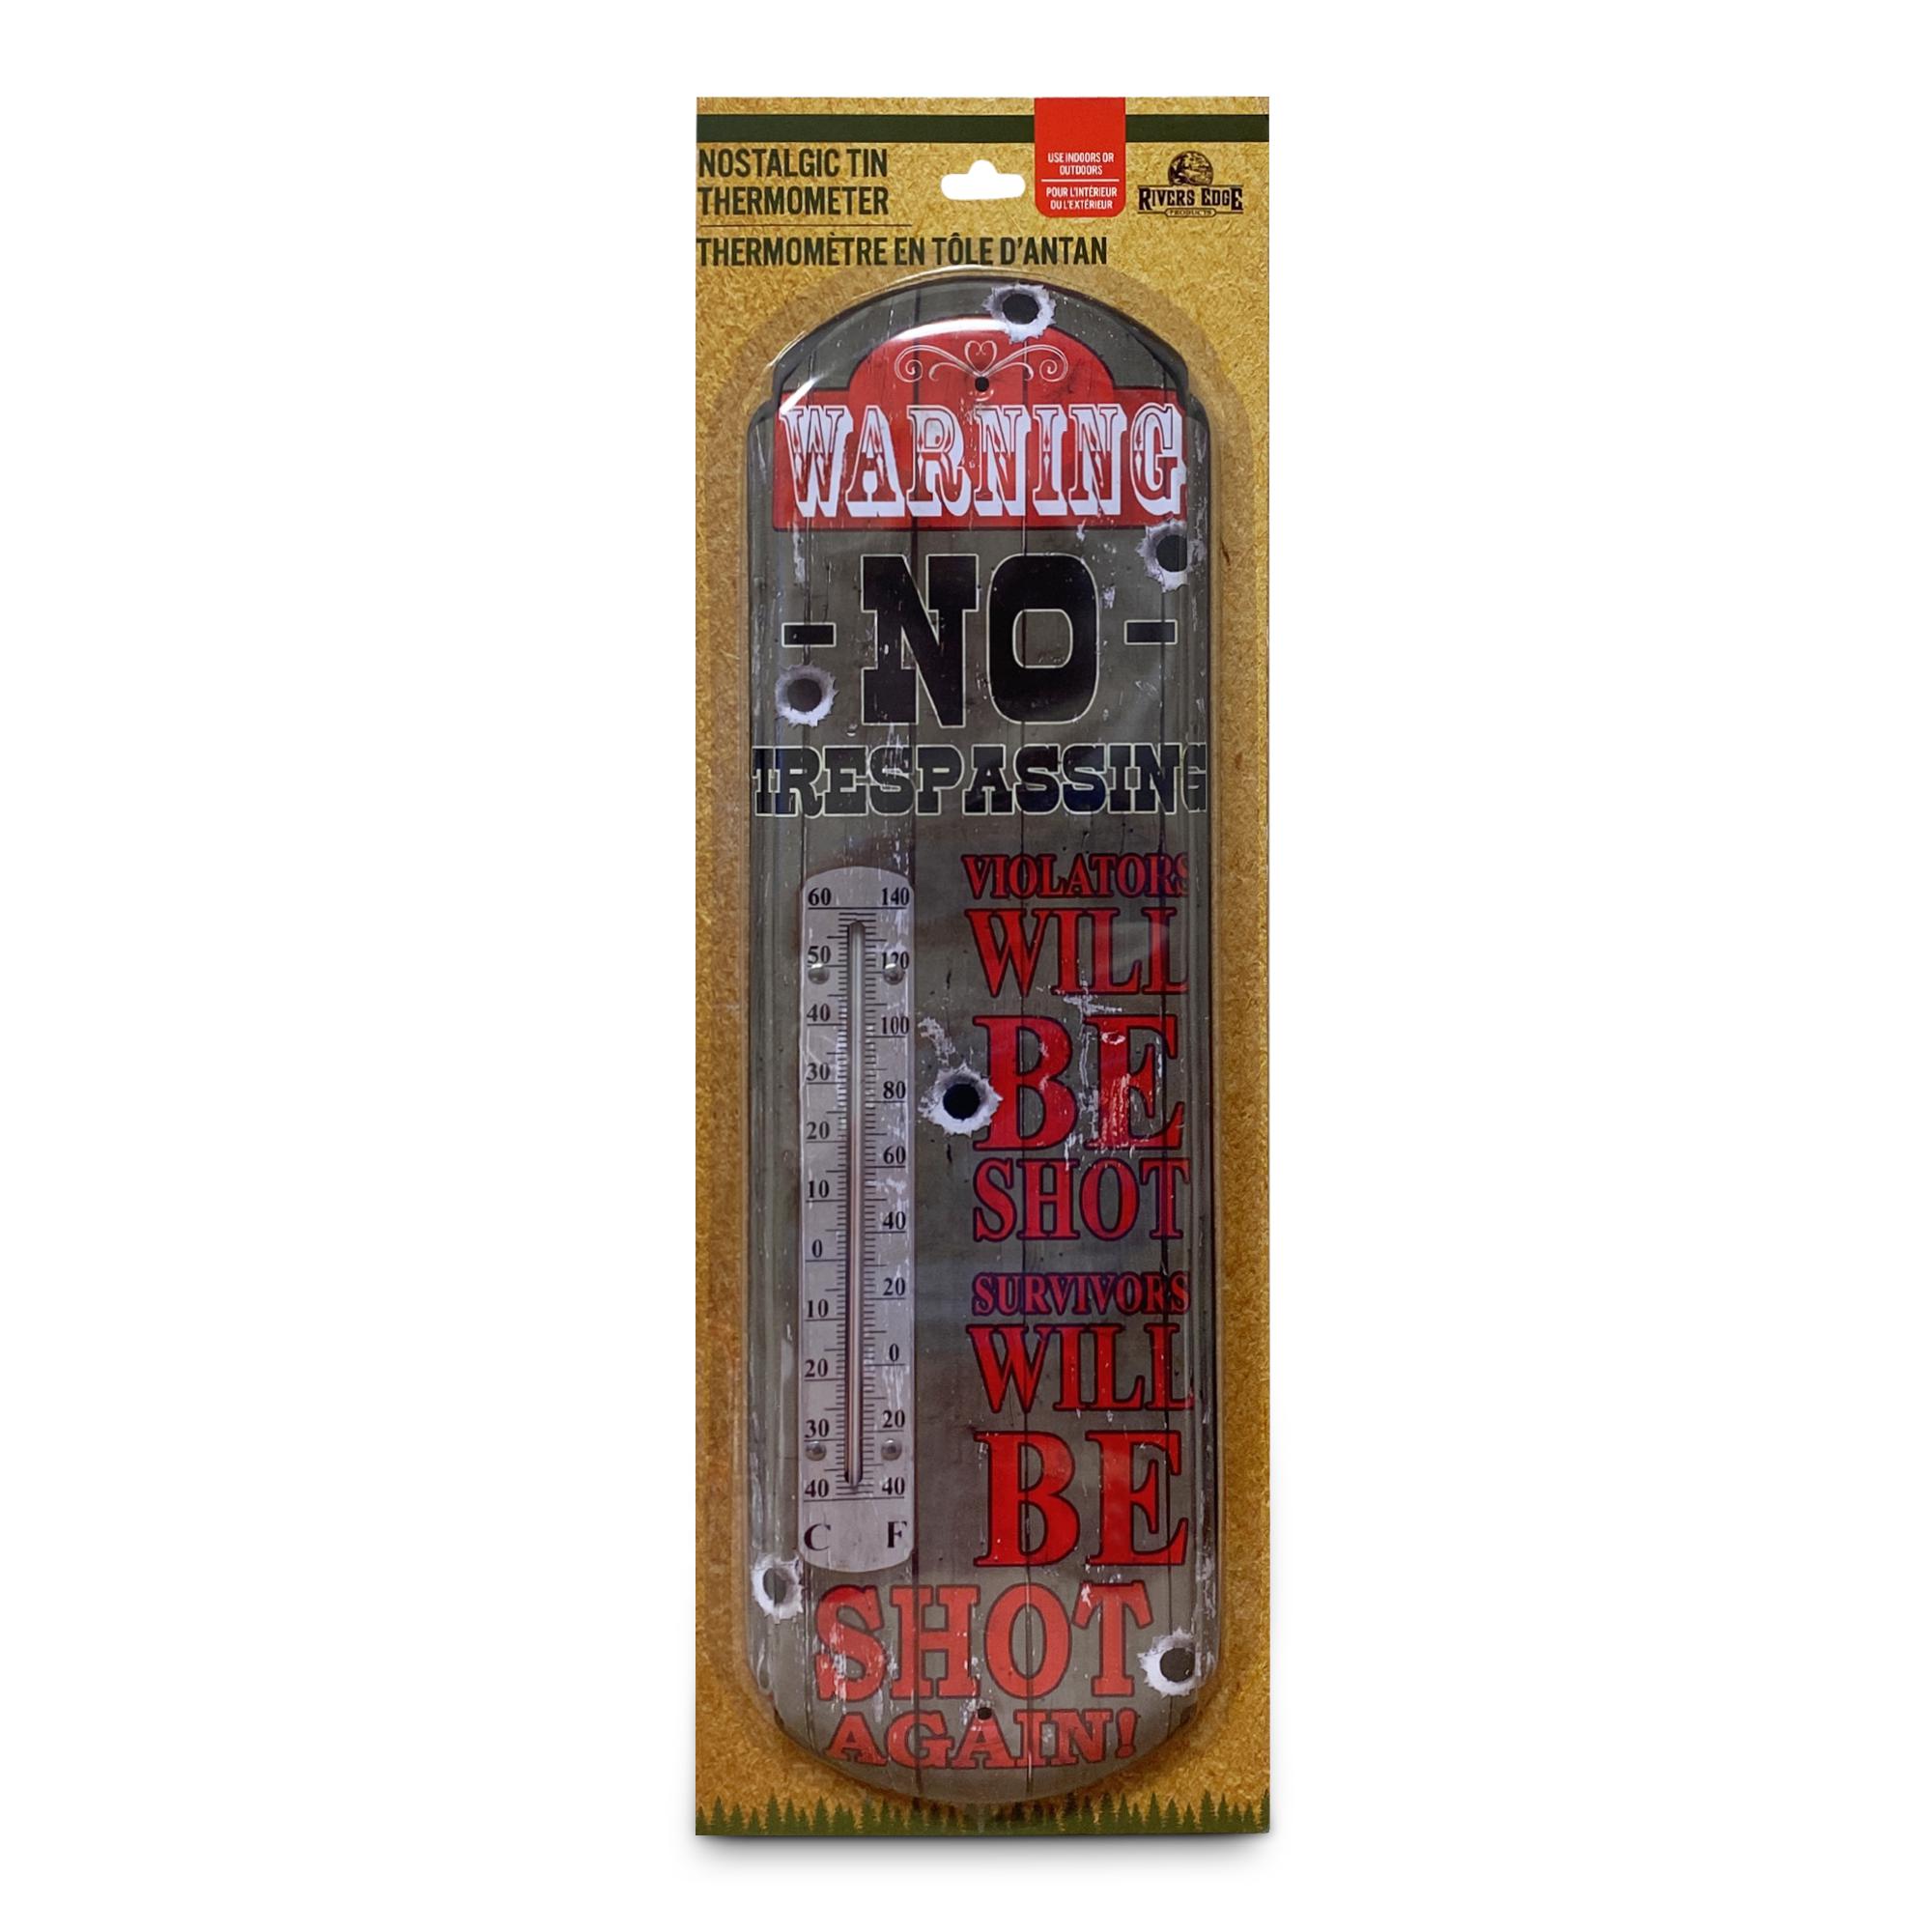 NOSTALGIC TIN
THERMOMETER
THERMOMÈTRE EN TÔLE D'ANTAN
USE INDOORS OR
OUTDOORS
POUR L'INTÉRIEUR
OU L'EXTÉRIEUR
RIVERS EDGE
PRODUCTS
WARNING
-NO-
TRESPASSING
VIOLATORS
WILL
BE
SHOT
SURVIVORS
WILL
BE
SHOT
AGAIN!
60 140
50 120
40 100
30 80
20 60
10 40
0 20
10 0
20 20
30 40
40
C F